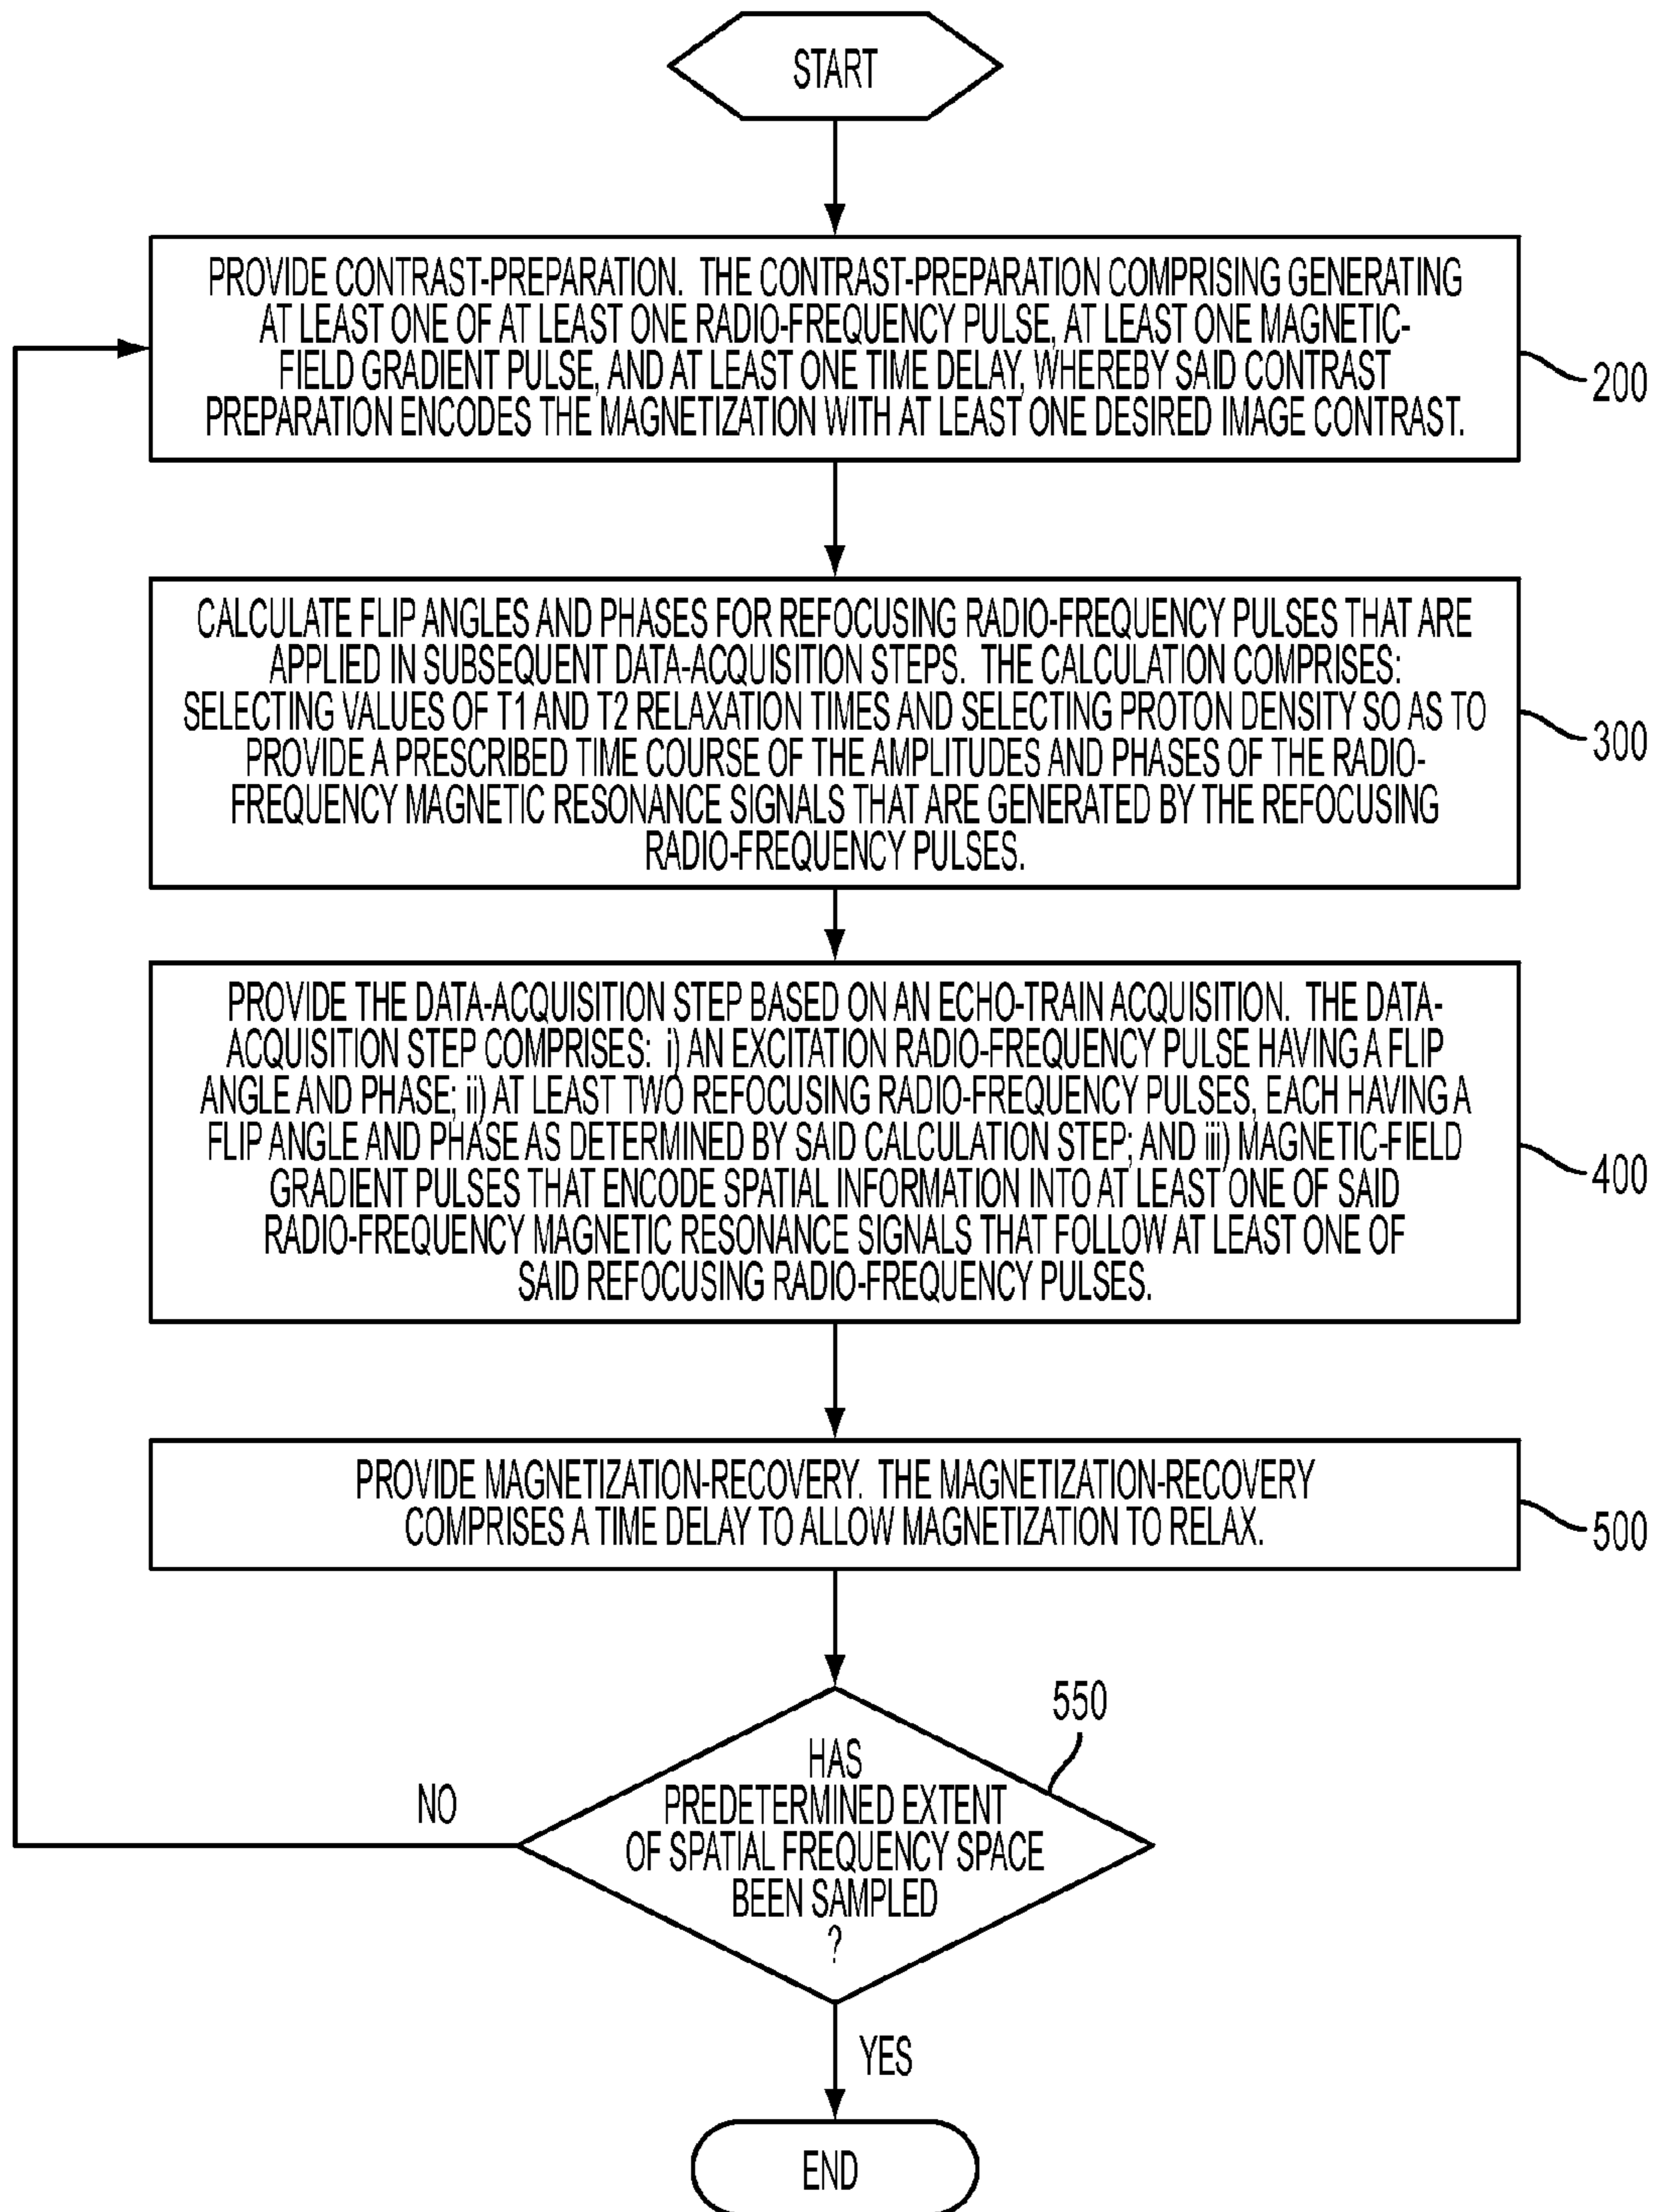 START
PROVIDE CONTRAST-PREPARATION. THE CONTRAST-PREPARATION COMPRISING GENERATING
AT LEAST ONE OF AT LEAST ONE RADIO-FREQUENCY PULSE, AT LEAST ONE MAGNETIC-
FIELD GRADIENT PULSE, AND AT LEAST ONE TIME DELAY, WHEREBY SAID CONTRAST
PREPARATION ENCODES THE MAGNETIZATION WITH AT LEAST ONE DESIRED IMAGE CONTRAST.
200
CALCULATE FLIP ANGLES AND PHASES FOR REFOCUSING RADIO-FREQUENCY PULSES THAT ARE
APPLIED IN SUBSEQUENT DATA-ACQUISITION STEPS. THE CALCULATION COMPRISES:
SELECTING VALUES OF T1 AND T2 RELAXATION TIMES AND SELECTING PROTON DENSITY SO AS TO
PROVIDE A PRESCRIBED TIME COURSE OF THE AMPLITUDES AND PHASES OF THE RADIO-
FREQUENCY MAGNETIC RESONANCE SIGNALS THAT ARE GENERATED BY THE REFOCUSING
RADIO-FREQUENCY PULSES.
300
PROVIDE THE DATA-ACQUISITION STEP BASED ON AN ECHO-TRAIN ACQUISITION. THE DATA-
ACQUISITION STEP COMPRISES: i) AN EXCITATION RADIO-FREQUENCY PULSE HAVING A FLIP
ANGLE AND PHASE; ii) AT LEAST TWO REFOCUSING RADIO-FREQUENCY PULSES, EACH HAVING A
FLIP ANGLE AND PHASE AS DETERMINED BY SAID CALCULATION STEP; AND iii) MAGNETIC-FIELD
GRADIENT PULSES THAT ENCODE SPATIAL INFORMATION INTO AT LEAST ONE OF SAID
RADIO-FREQUENCY MAGNETIC RESONANCE SIGNALS THAT FOLLOW AT LEAST ONE OF
SAID REFOCUSING RADIO-FREQUENCY PULSES.
400
PROVIDE MAGNETIZATION-RECOVERY. THE MAGNETIZATION-RECOVERY
COMPRISES A TIME DELAY TO ALLOW MAGNETIZATION TO RELAX.
500
550
HAS
PREDETERMINED EXTENT
OF SPATIAL FREQUENCY SPACE
BEEN SAMPLED
?
NO
YES
END